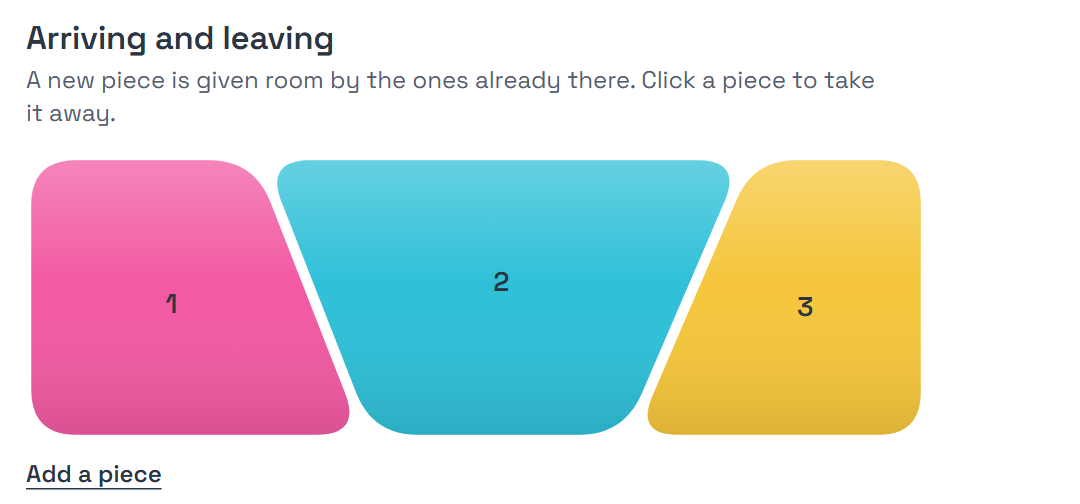 Arriving and leaving
A new piece is given room by the ones already there. Click a piece to take
it away.
1
2
3
Add a piece